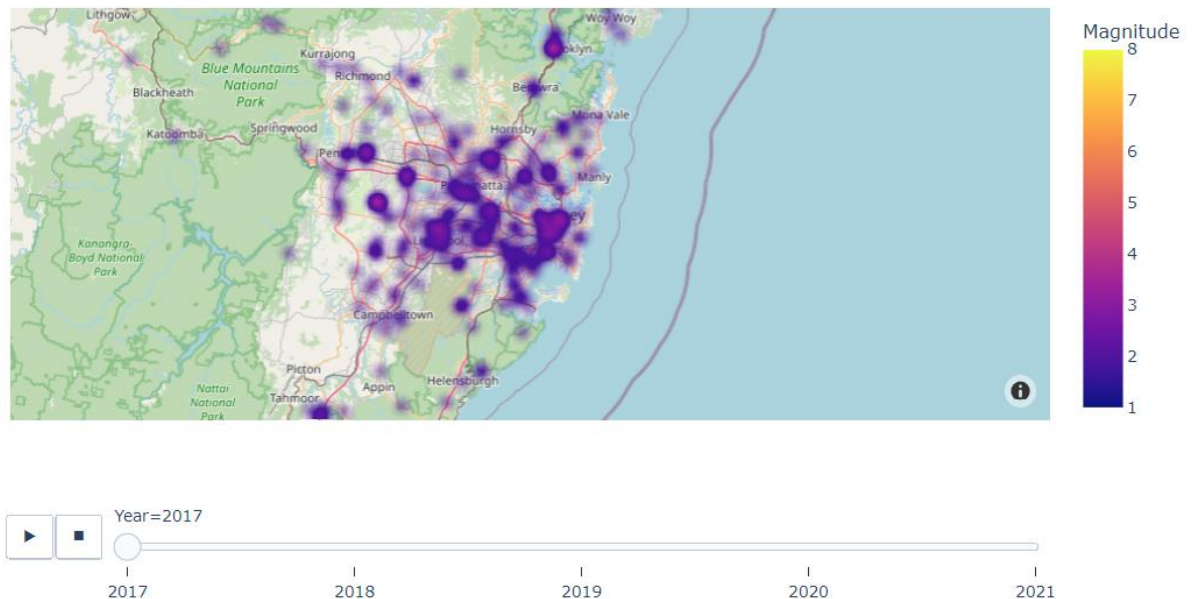 Lithgow
Woy Woy
Magnitude
8
oklyn
Kurrajong
Blue Mountains
Richmond
National
Park
Blackheath
7
Mona Vale
Springwood
Hornsby
Katoomba
6
Manly
5
Kanangra-
Boyd National
Park
ey
4
Campbelltown
3
Picton
2
Appin
Helensburgh
Nattai
National
Tahmoor
Park
i
1
Year=2017
2017 2018 2019 2020 2021